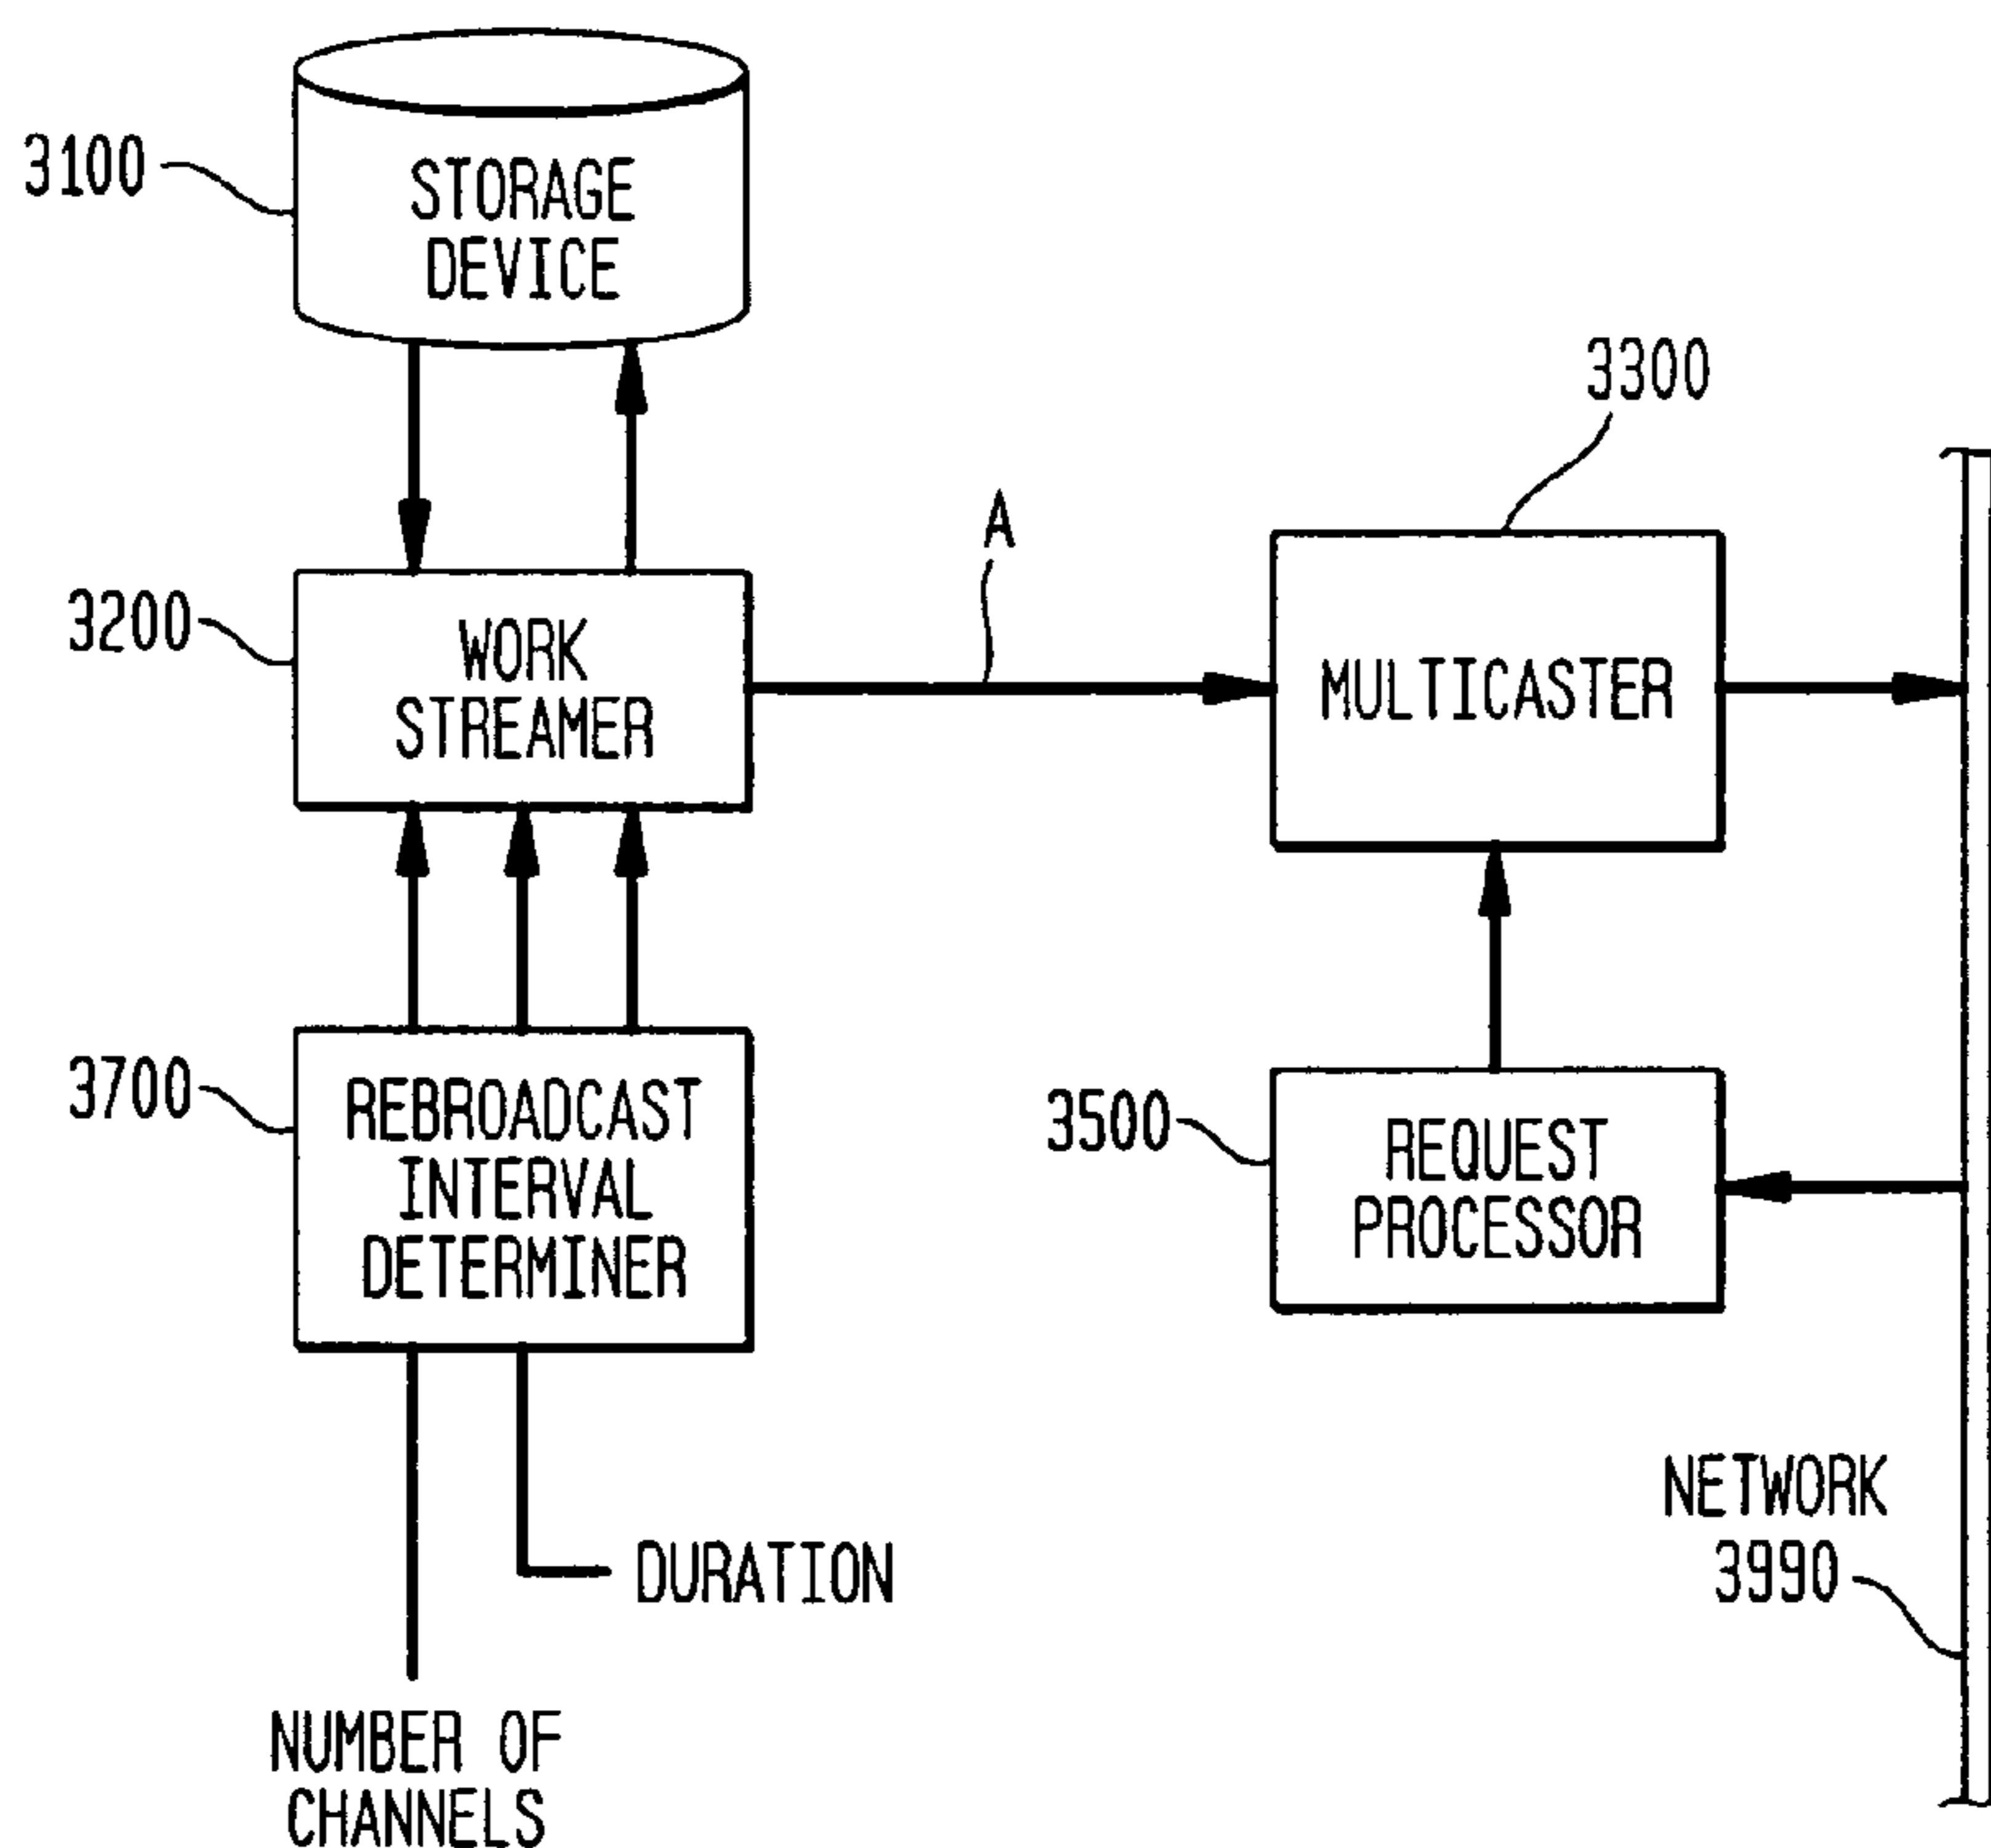 3100
STORAGE
DEVICE
3300
A
3200
WORK
STREAMER
MULTICASTER
3700
REBROADCAST
INTERVAL
DETERMINER
3500
REQUEST
PROCESSOR
NETWORK
3990
DURATION
NUMBER OF
CHANNELS